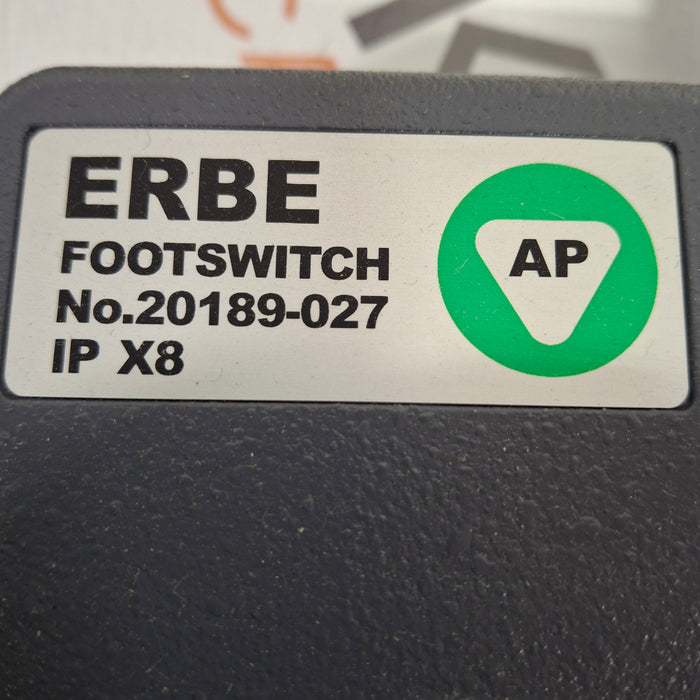 ERBE
FOOTSWITCH
No.20189-027
IP X8
AP